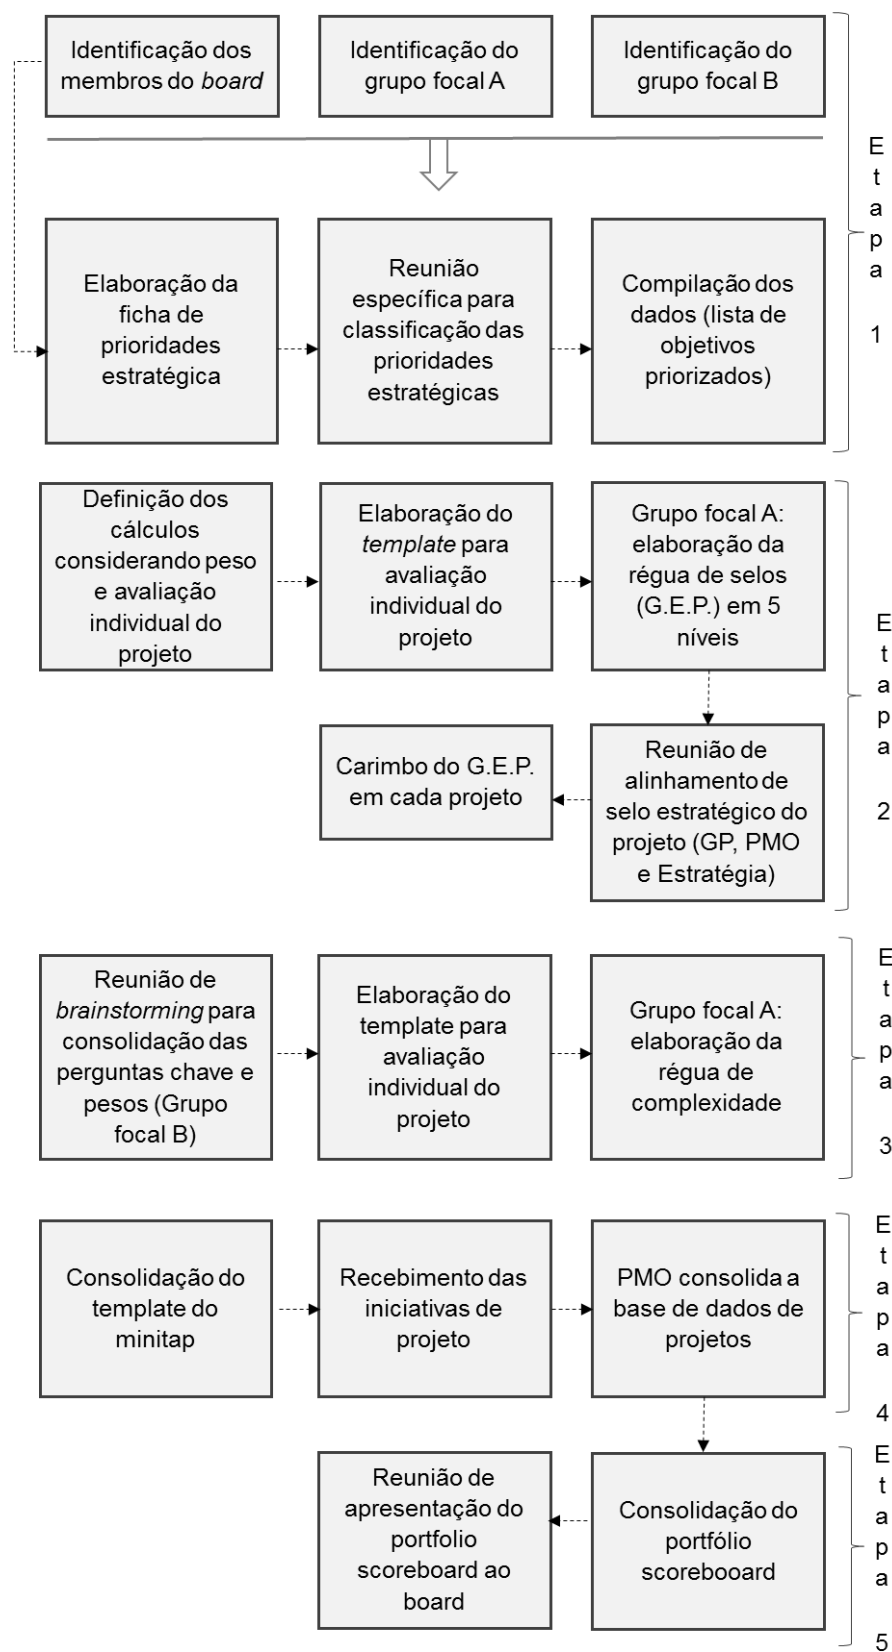 Identificação dos
membros do board
Identificação do
grupo focal A
Identificação do
grupo focal B
Elaboração da
ficha de
prioridades
estratégica
Reunião
específica para
classificação das
prioridades
estratégicas
Compilação dos
dados (lista de
objetivos
priorizados)
Etapa 1
Definição dos
cálculos
considerando peso
e avaliação
individual do
projeto
Elaboração do
template para
avaliação
individual do
projeto
Grupo focal A:
elaboração da
régua de selos
(G.E.P.) em 5
níveis
Reunião de
alinhamento de
selo estratégico do
projeto (GP, PMO
e Estratégia)
Carimbo do G.E.P.
em cada projeto
Etapa 2
Reunião de
brainstorming para
consolidação das
perguntas chave e
pesos (Grupo
focal B)
Elaboração do
template para
avaliação
individual do
projeto
Grupo focal A:
elaboração da
régua de
complexidade
Etapa 3
Consolidação do
template do
minitap
Recebimento das
iniciativas de
projeto
PMO consolida a
base de dados de
projetos
Etapa 4
Consolidação do
portfólio
scorebooard
Reunião de
apresentação do
portfolio
scoreboard ao
board
Etapa 5